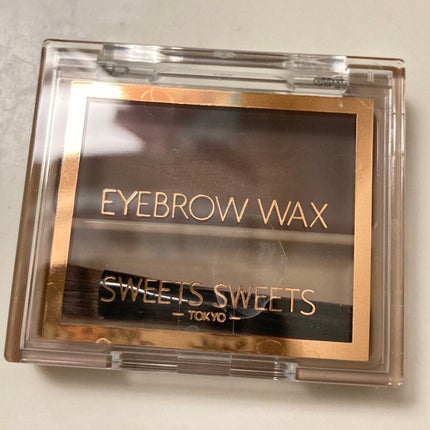 EYEBROW WAX
SWEETS SWEETS
— TOKYO —